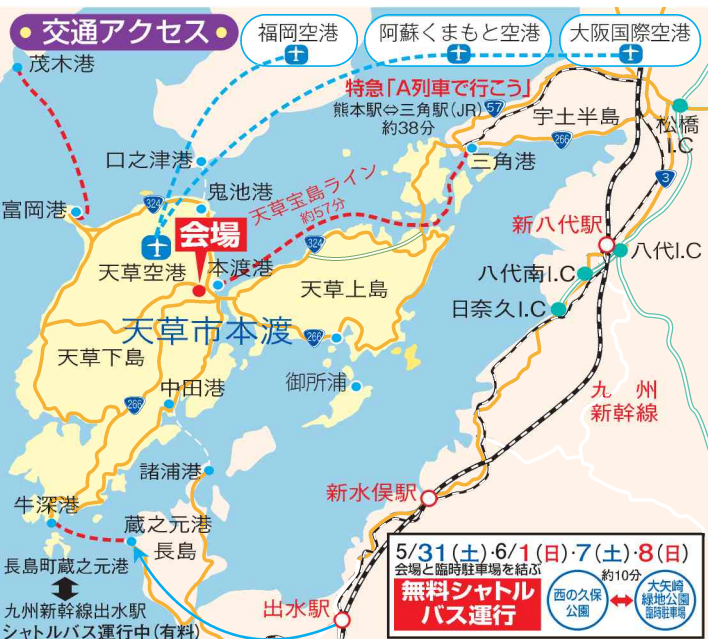 交通アクセス
福岡空港
阿蘇くまもと空港
大阪国際空港
茂木港
特急「A列車で行こう」
熊本駅⇔三角駅(JR)
約38分
57
宇土半島
266
松橋
I.C
3
口之津港
三角港
鬼池港
富岡港
324
天草宝島ライン
約57分
会場
324
新八代駅
天草空港
本渡港
八代I.C
天草上島
八代南I.C
日奈久I.C
天草市本渡
266
天草下島
御所浦
中田港
266
九州
新幹線
諸浦港
新水俣駅
牛深港
蔵之元港
長島
長島町蔵之元港
九州新幹線出水駅
シャトルバス運行中(有料)
出水駅
5/31(土)・6/1(日)・7(土)・8(日)
会場と臨時駐車場を結ぶ
無料シャトル
バス運行
約10分
西の久保
公園
大矢崎
緑地公園
臨時駐車場